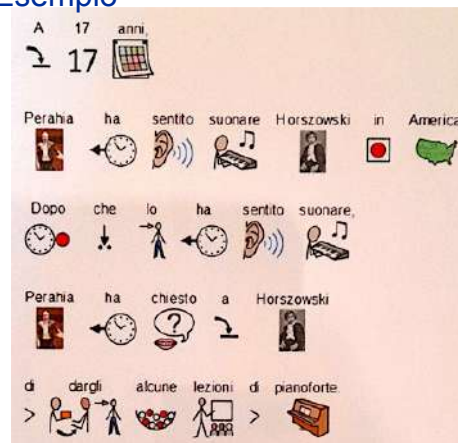 Esempio
A 17 anni,
17
Perahia ha sentito suonare Horszowski in America
Dopo che lo ha sentito suonare,
Perahia ha chiesto a Horszowski
?
di dargli alcune lezioni di pianoforte.
> >